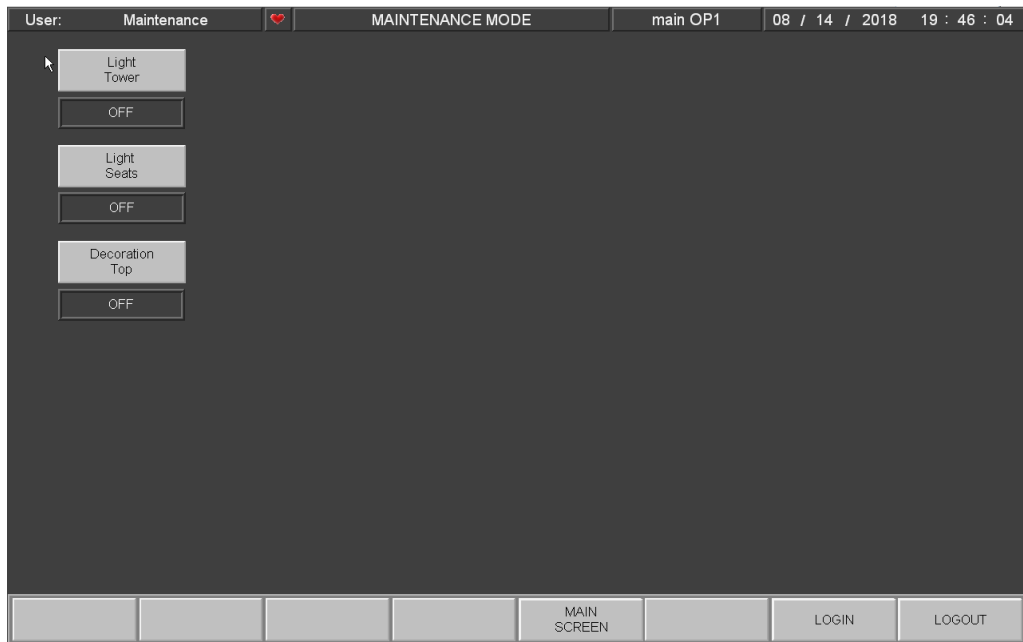 User: Maintenance MAINTENANCE MODE main OP1 08 / 14 / 2018 19 : 46 : 04
Light
Tower
OFF
Light
Seats
OFF
Decoration
Top
OFF
MAIN
SCREEN
LOGIN
LOGOUT